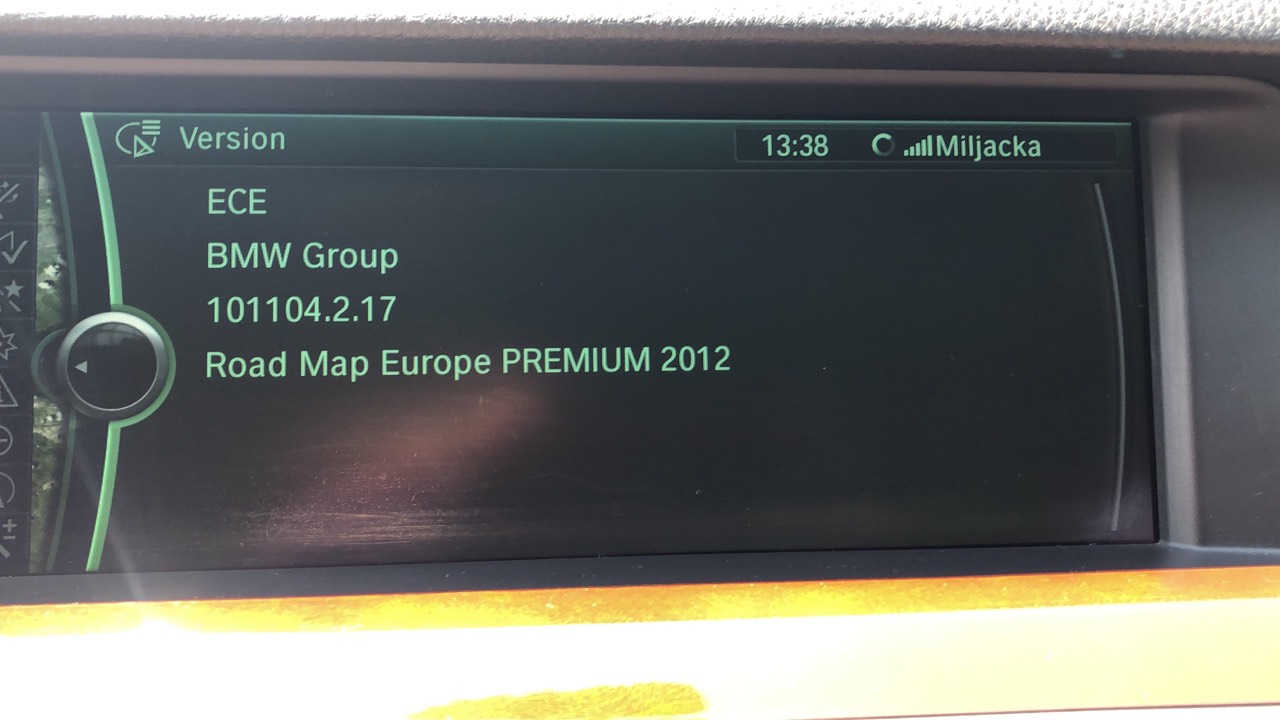 Version
13:38
Miljacka
ECE
BMW Group
101104.2.17
Road Map Europe PREMIUM 2012